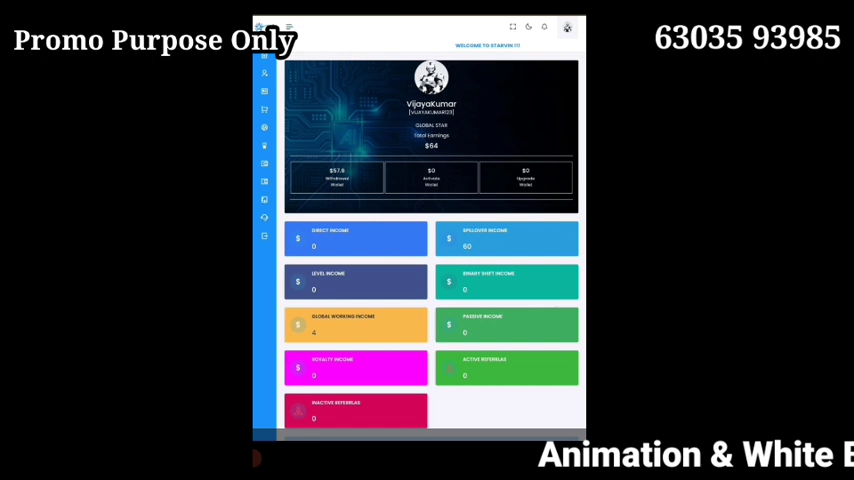 Promo Purpose Only
63035 93985
WELCOME TO STARVIN !!!
VijayaKumar
[VIJAYAKUMAR123]
GLOBAL STAR
Total Earnings
$64
$57.6
Withdrawal
Wallet
$0
Activate
Wallet
$0
Upgrade
Wallet
DIRECT INCOME
0
SPILLOVER INCOME
60
LEVEL INCOME
0
BINARY SHIFT INCOME
0
GLOBAL WORKING INCOME
4
PASSIVE INCOME
0
ROYALTY INCOME
0
ACTIVE REFERRLAS
0
INACTIVE REFERRLAS
0
Animation & White